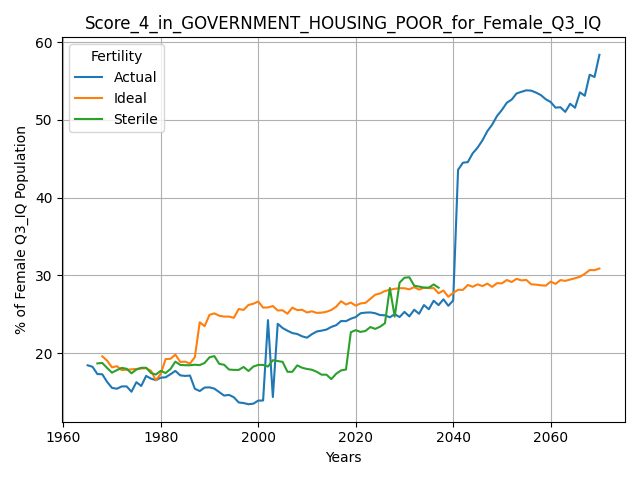 Score_4_in_GOVERNMENT_HOUSING_POOR_for_Female_Q3_IQ
Fertility
Actual
Ideal
Sterile
% of Female Q3_IQ Population
60
50
40
30
20
1960 1980 2000 2020 2040 2060
Years